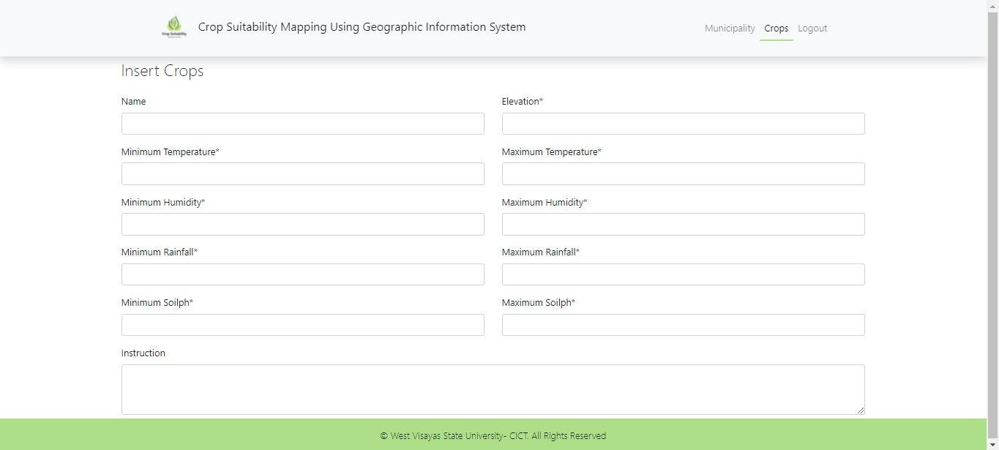 Crop Suitability
Crop Suitability Mapping Using Geographic Information System
Municipality Crops Logout
Insert Crops
Name Elevation*
Minimum Temperature* Maximum Temperature*
Minimum Humidity* Maximum Humidity*
Minimum Rainfall* Maximum Rainfall*
Minimum Soilph* Maximum Soilph*
Instruction
© West Visayas State University- CICT. All Rights Reserved